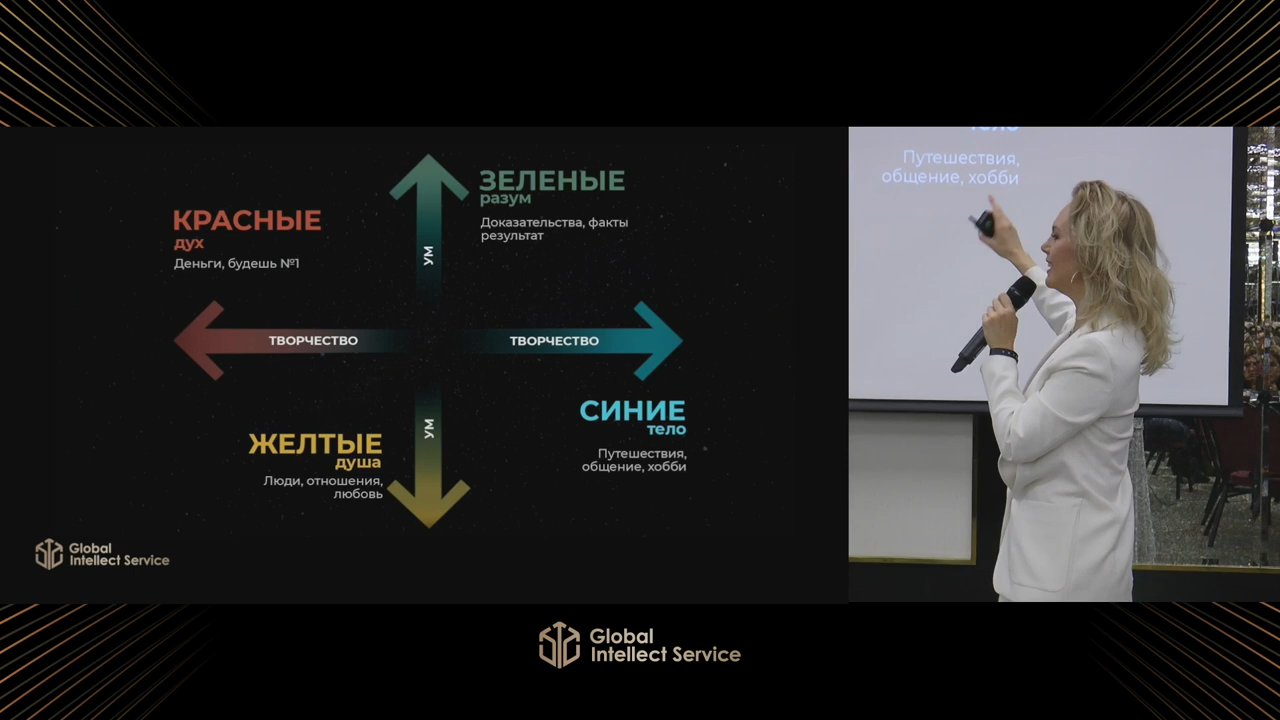 КРАСНЫЕ
дух
Деньги, будешь №1
ЗЕЛЕНЫЕ
разум
Доказательства, факты
результат
УМ
ТВОРЧЕСТВО
ТВОРЧЕСТВО
УМ
ЖЕЛТЫЕ
душа
Люди, отношения,
любовь
СИНИЕ
тело
Путешествия,
общение, хобби
Global
Intellect Service
тело
Путешествия,
общение, хобби
Global
Intellect Service